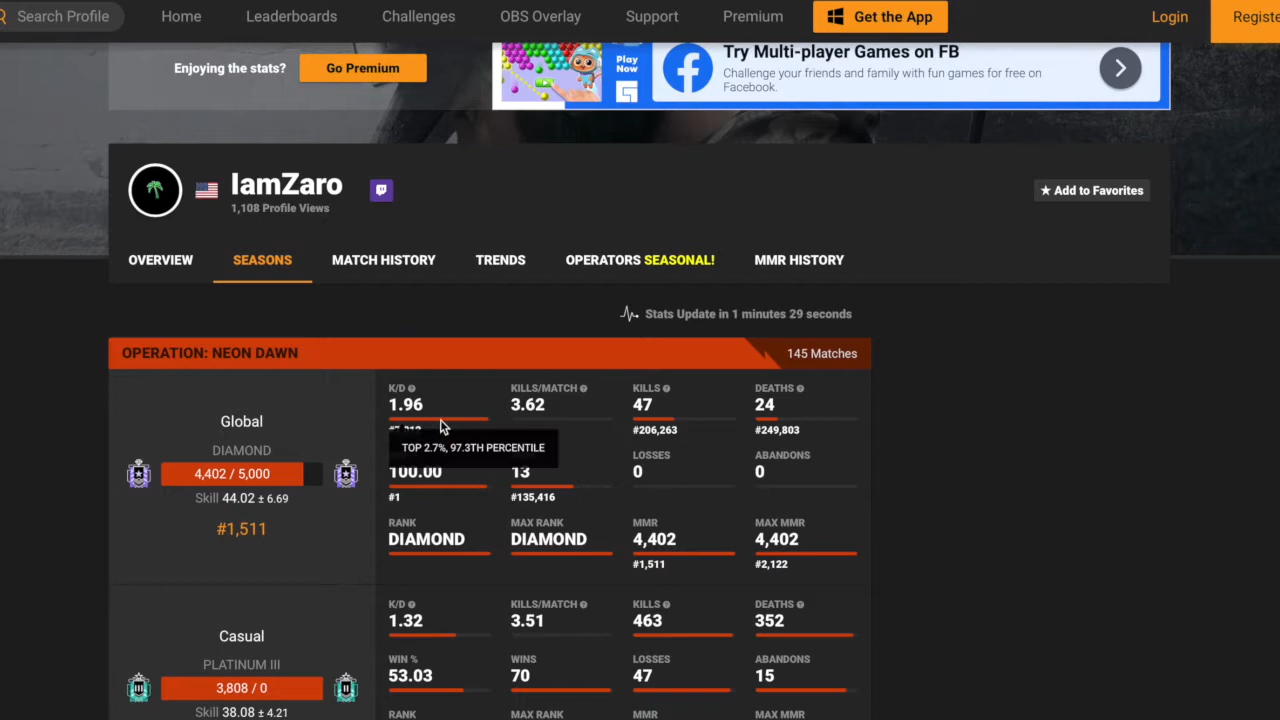 Search Profile
Home
Leaderboards
Challenges
OBS Overlay
Support
Premium
Get the App
Login
Enjoying the stats?
Go Premium
Play
Now
Try Multi-player Games on FB
Challenge your friends and family with fun games for free on
Facebook.
IamZaro
1,108 Profile Views
★ Add to Favorites
OVERVIEW
SEASONS
MATCH HISTORY
TRENDS
OPERATORS SEASONAL!
MMR HISTORY
Stats Update in 1 minutes 29 seconds
OPERATION: NEON DAWN
145 Matches
Global
DIAMOND
4,402 / 5,000
Skill 44.02 ± 6.69
#1,511
K/D
1.96
KILLS/MATCH
3.62
KILLS
47
#206,263
DEATHS
24
#249,803
TOP 2.7%, 97.3TH PERCENTILE
100.00
#1
13
#135,416
LOSSES
0
ABANDONS
0
RANK
DIAMOND
MAX RANK
DIAMOND
MMR
4,402
#1,511
MAX MMR
4,402
#2,122
Casual
PLATINUM III
3,808 / 0
Skill 38.08 ± 4.21
K/D
1.32
KILLS/MATCH
3.51
KILLS
463
DEATHS
352
WIN %
53.03
WINS
70
LOSSES
47
ABANDONS
15
RANK
MAX RANK
MMR
MAX MMR